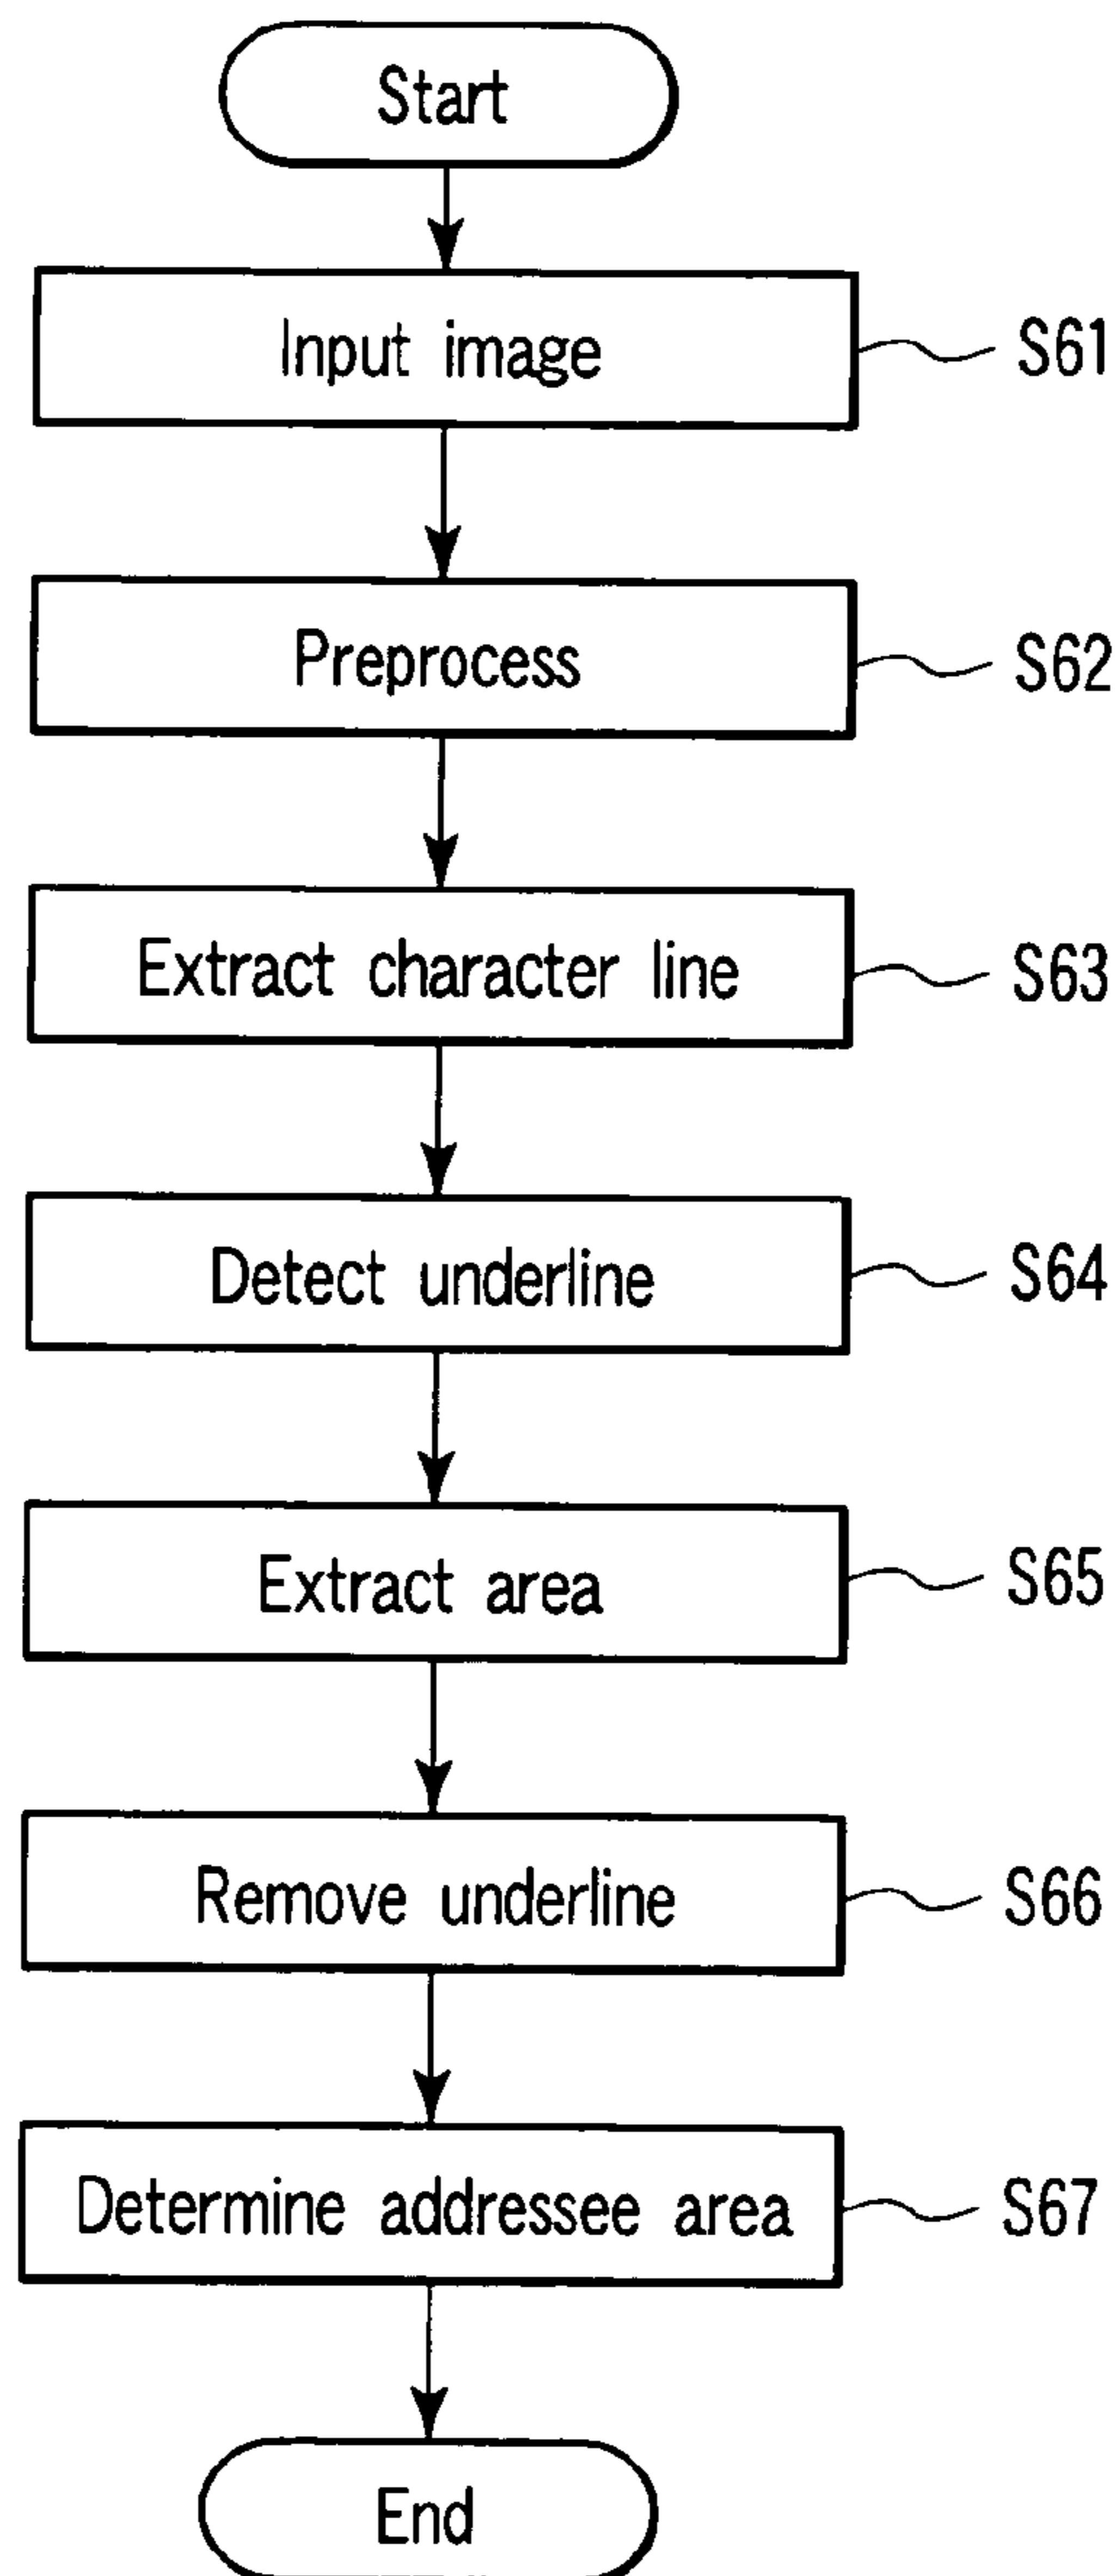 Start
Input image S61
Preprocess S62
Extract character line S63
Detect underline S64
Extract area S65
Remove underline S66
Determine addressee area S67
End